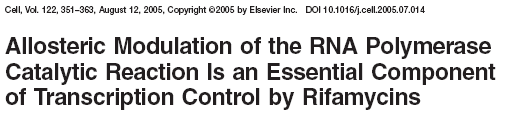 Cell, Vol. 122, 351–363, August 12, 2005, Copyright ©2005 by Elsevier Inc. DOI 10.1016/j.cell.2005.07.014
Allosteric Modulation of the RNA Polymerase
Catalytic Reaction Is an Essential Component
of Transcription Control by Rifamycins